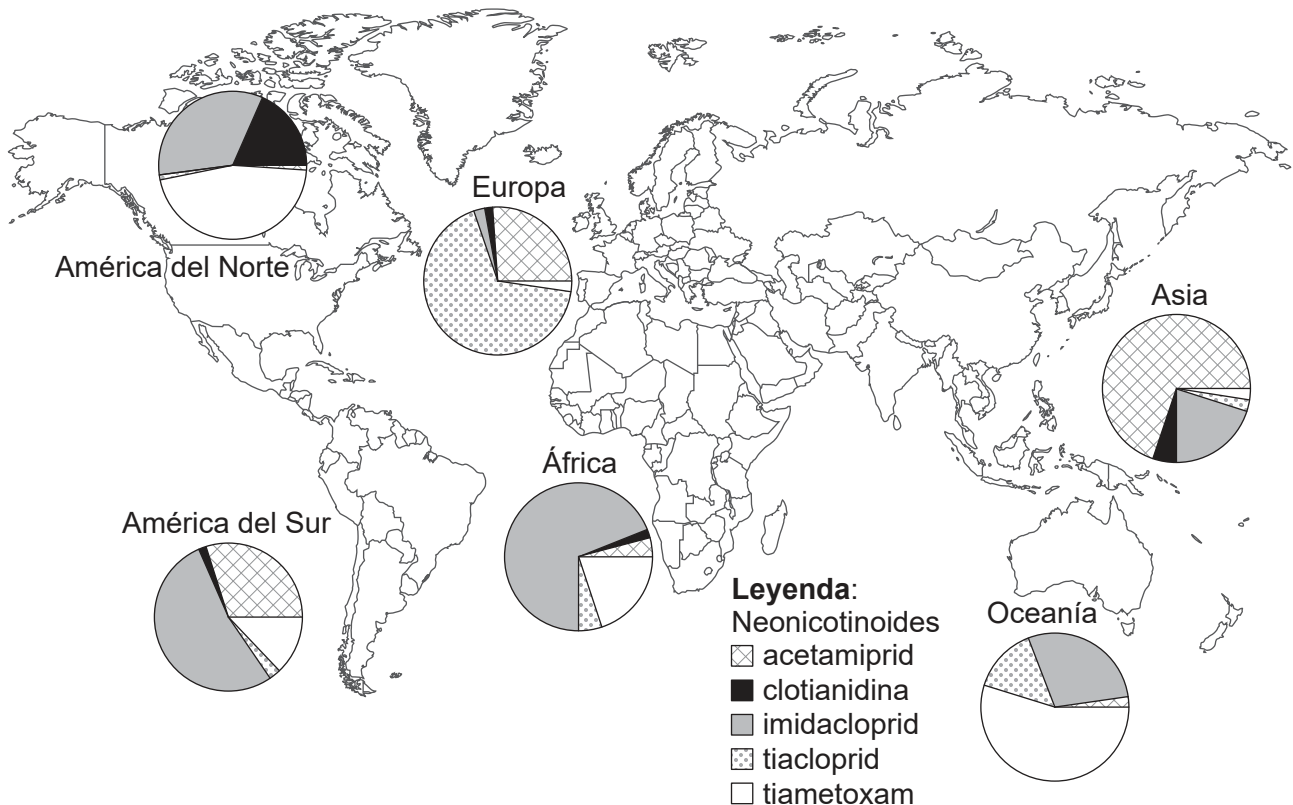 Europa
América del Norte
Asia
África
América del Sur
Leyenda:
Neonicotinoides
acetamiprid
clotianidina
imidacloprid
tiacloprid
tiametoxam
Oceanía